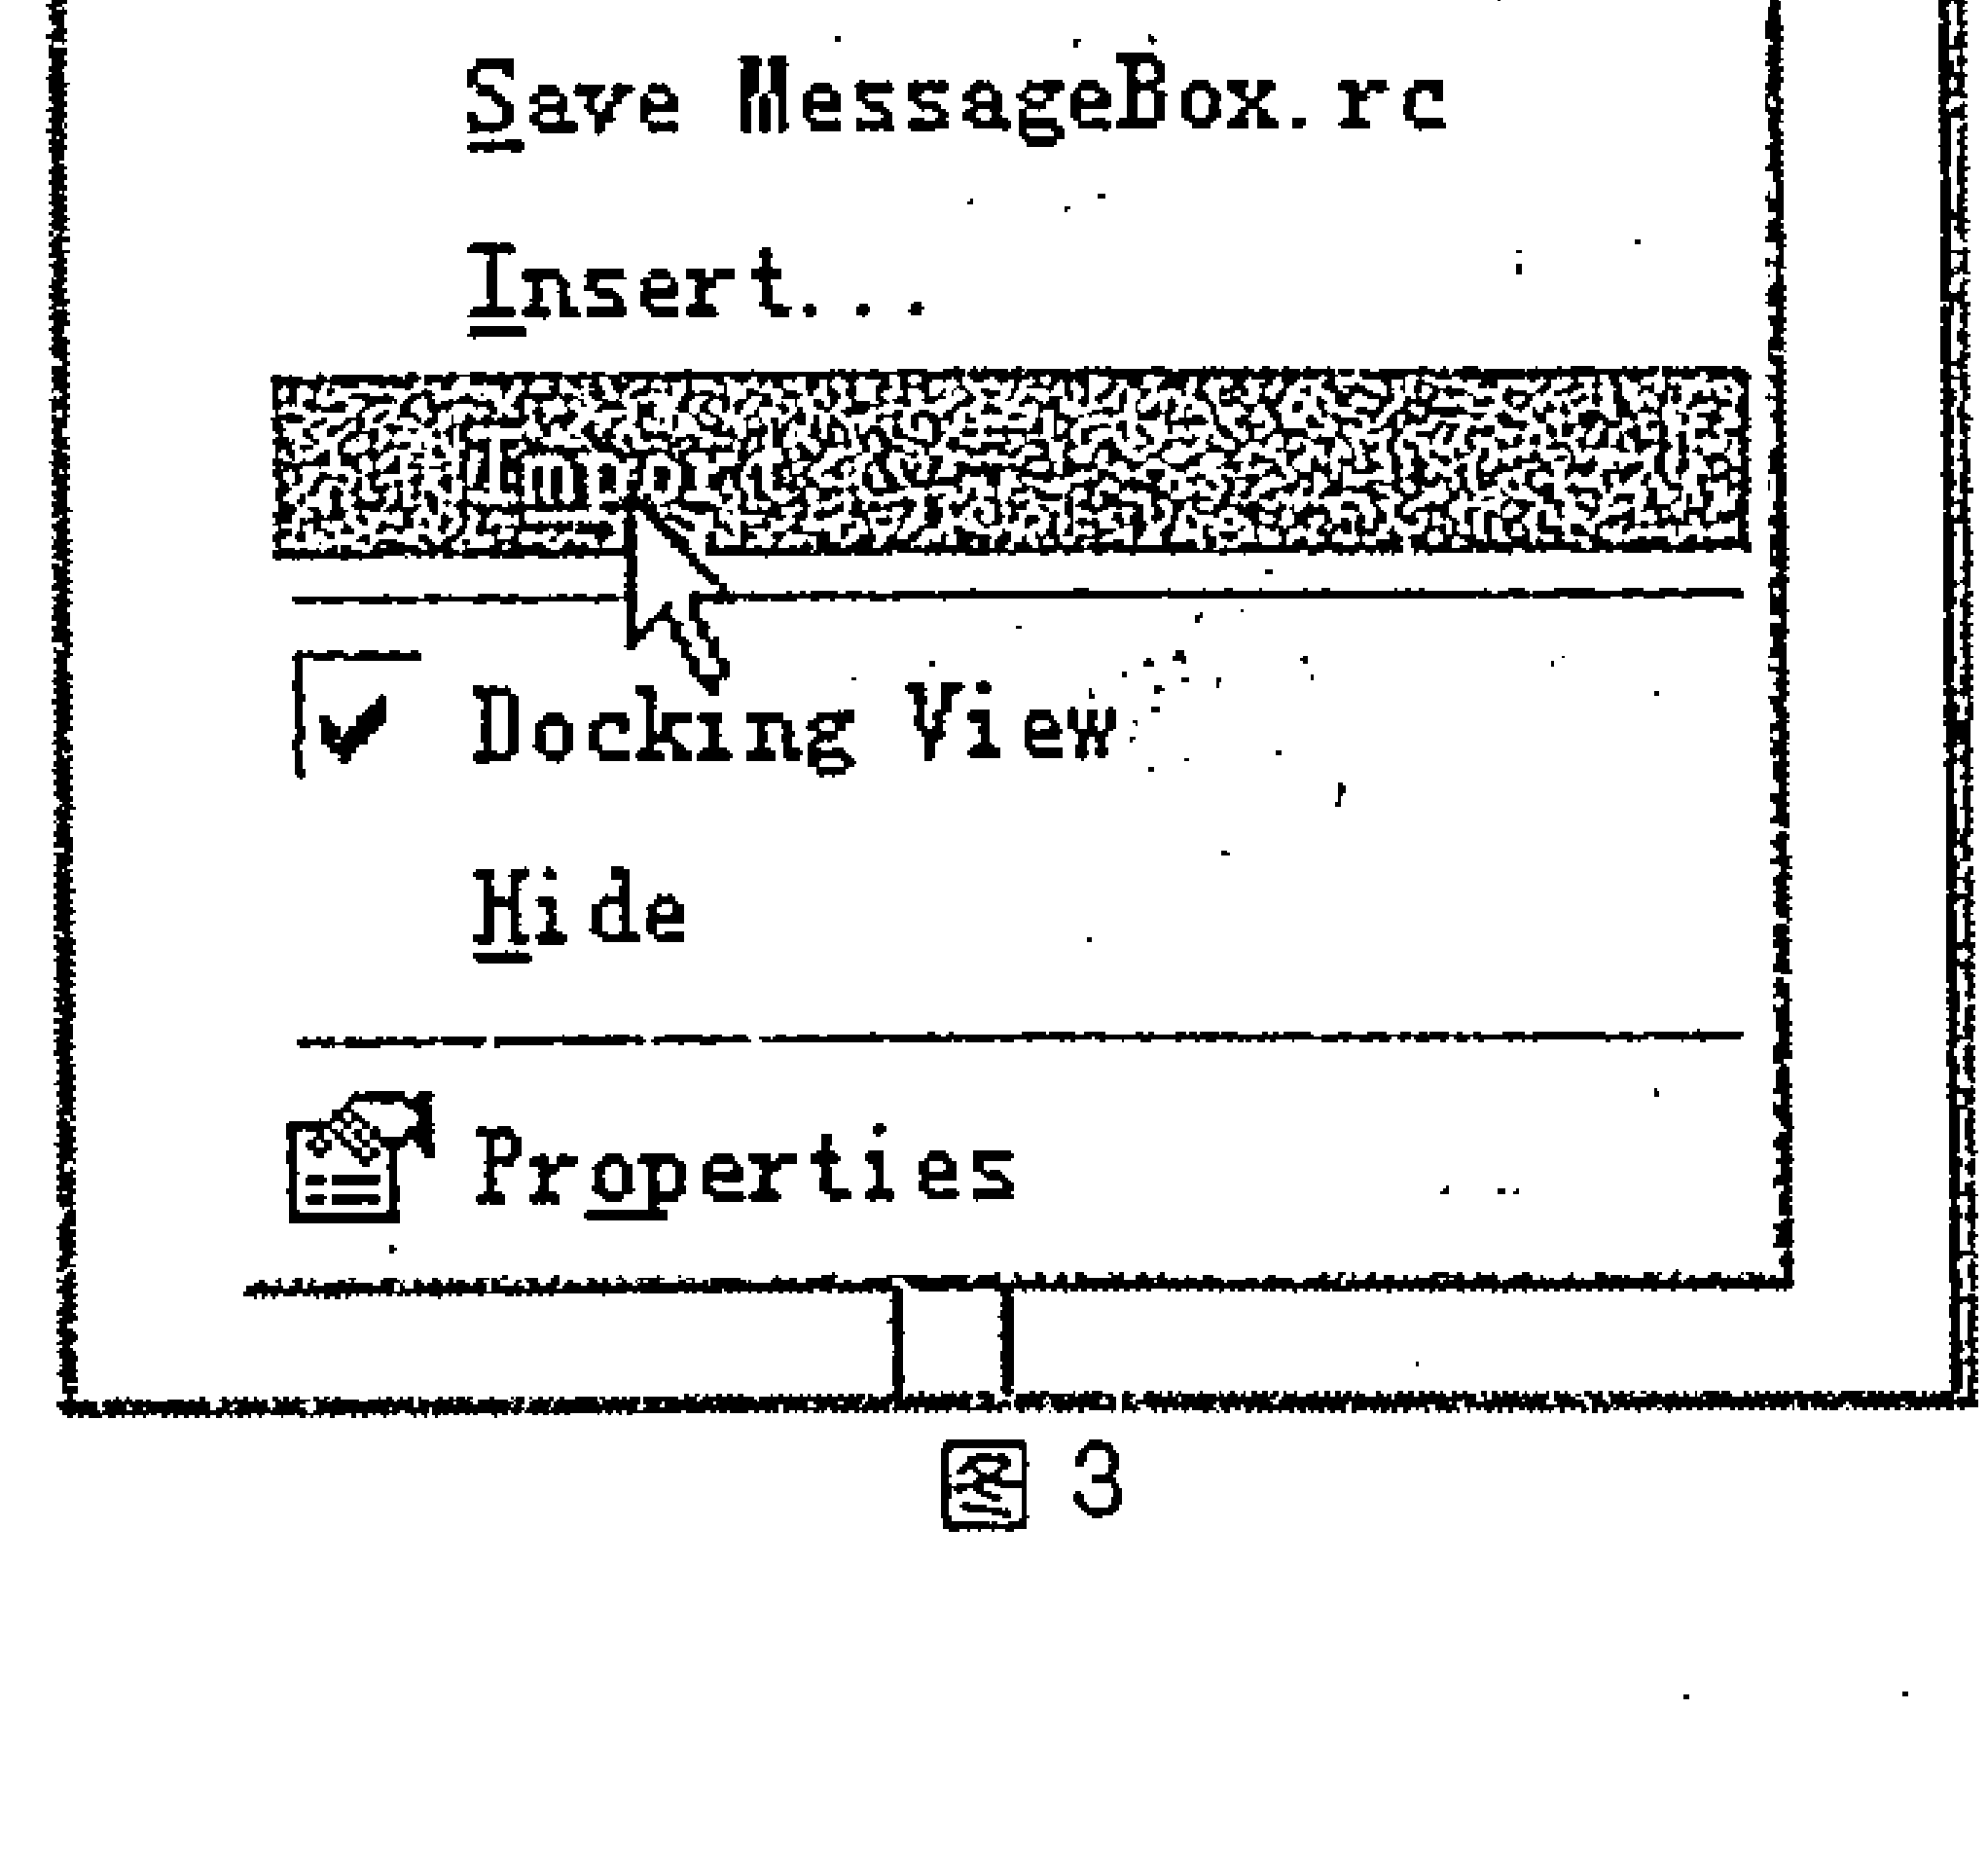 Save MessageBox.rc
Insert...
Import...
Docking View
Hide
Properties
图 3